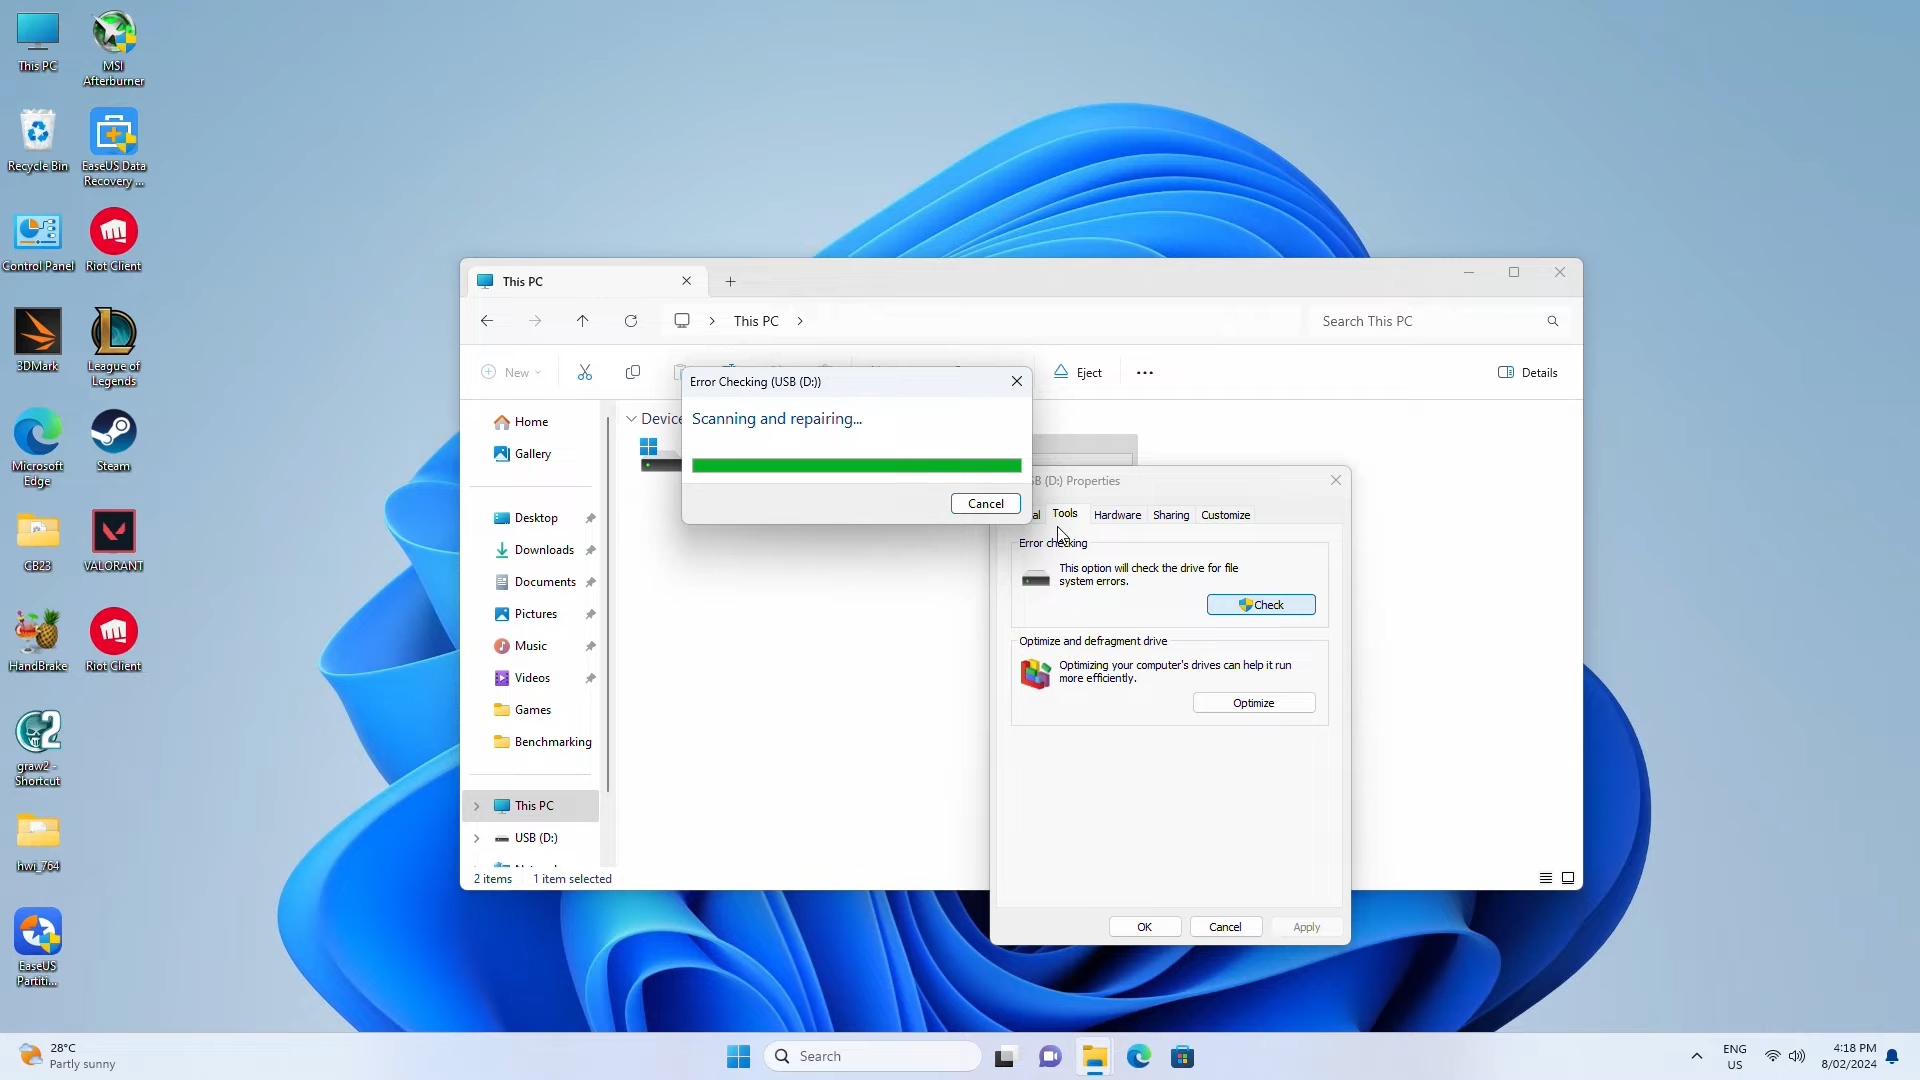 This PC
MSI
Afterburner
Recycle Bin
EaseUS Data
Recovery ...
Control Panel
Riot Client
3DMark
League of
Legends
Microsoft
Edge
Steam
CB23
VALORANT
HandBrake
Riot Client
graw2 -
Shortcut
hwi_764
EaseUS
Partiti...
This PC
This PC
Search This PC
New
Eject
Details
Home
Gallery
Desktop
Downloads
Documents
Pictures
Music
Videos
Games
Benchmarking
This PC
USB (D:)
2 items
1 item selected
Error Checking (USB (D:))
Scanning and repairing...
Cancel
(D:) Properties
Tools
Hardware
Sharing
Customize
Error checking
This option will check the drive for file
system errors.
Check
Optimize and defragment drive
Optimizing your computer's drives can help it run
more efficiently.
Optimize
OK
Cancel
Apply
28°C
Partly sunny
Search
ENG
US
4:18 PM
8/02/2024